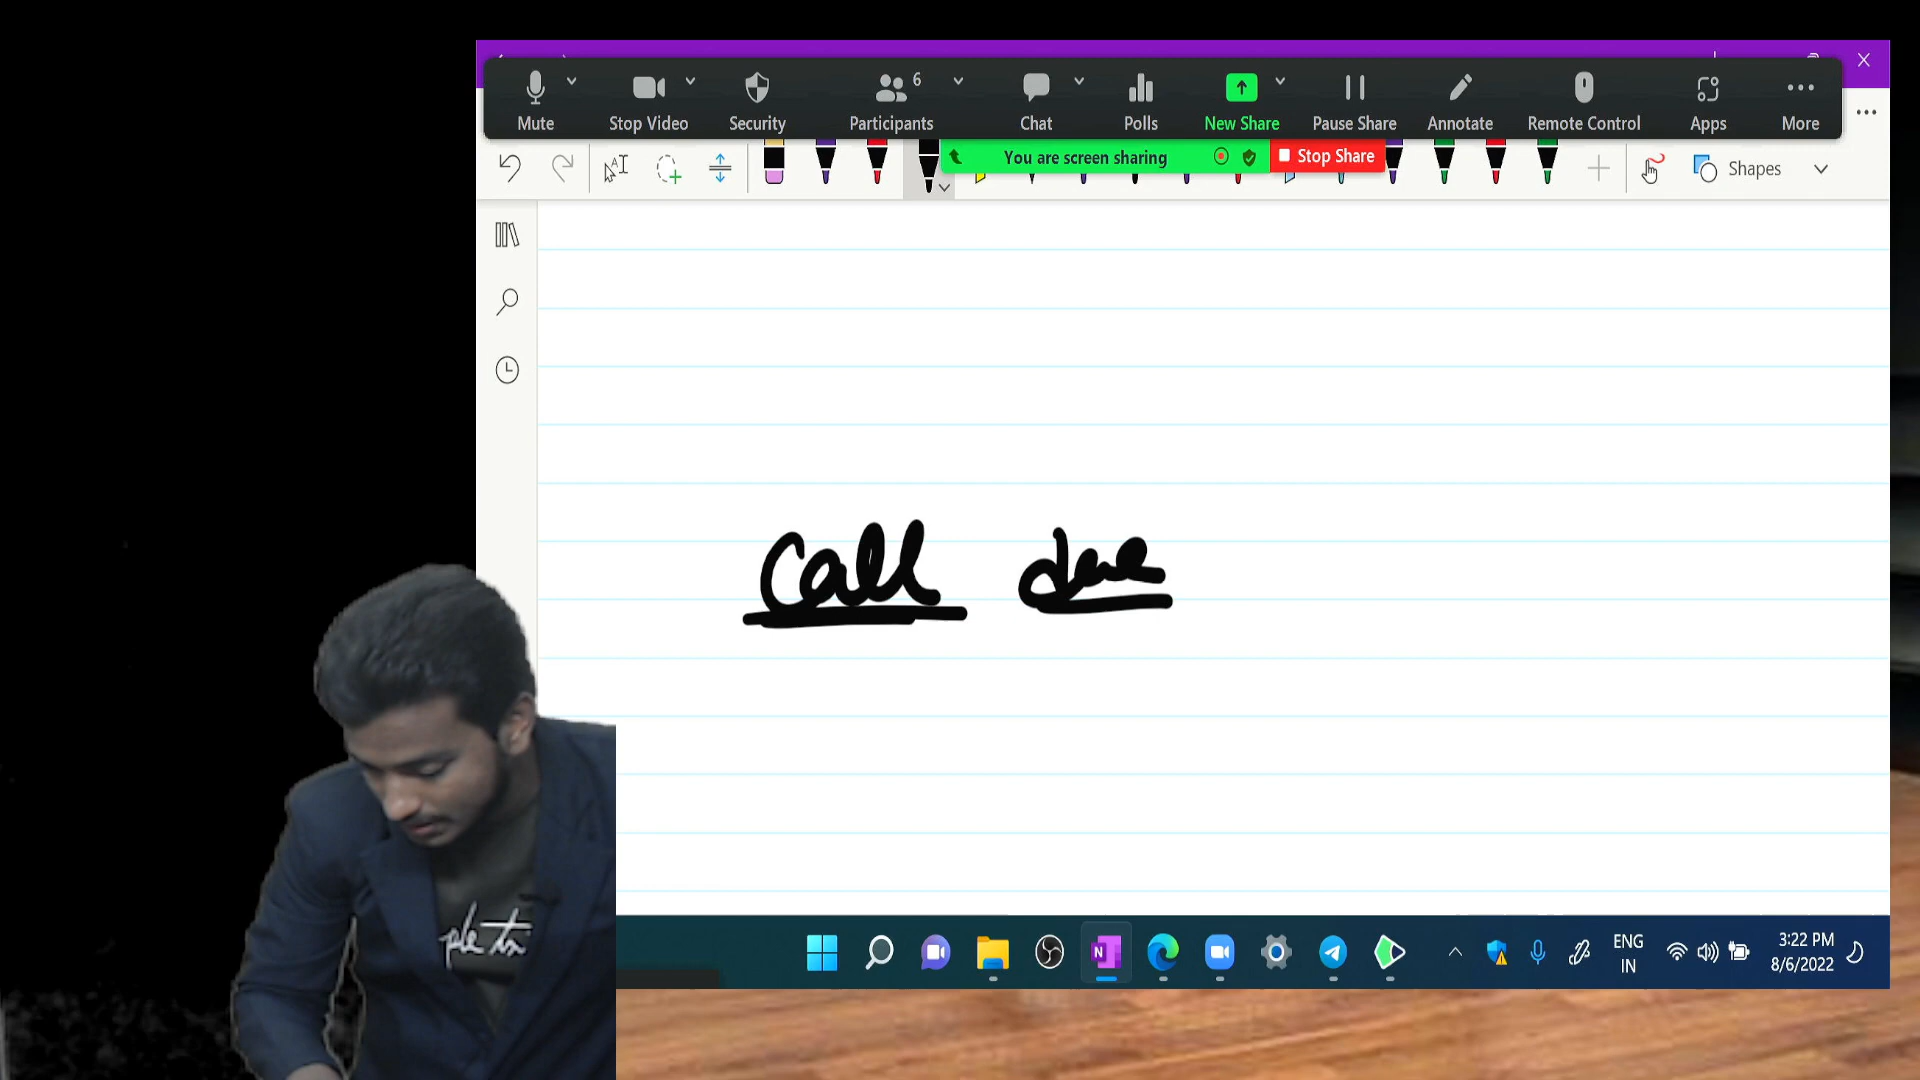 Mute Stop Video Security Participants 6 Chat Polls New Share Pause Share Annotate Remote Control Apps More
You are screen sharing Stop Share
Shapes
Call due
ple
ENG
IN
3:22 PM
8/6/2022